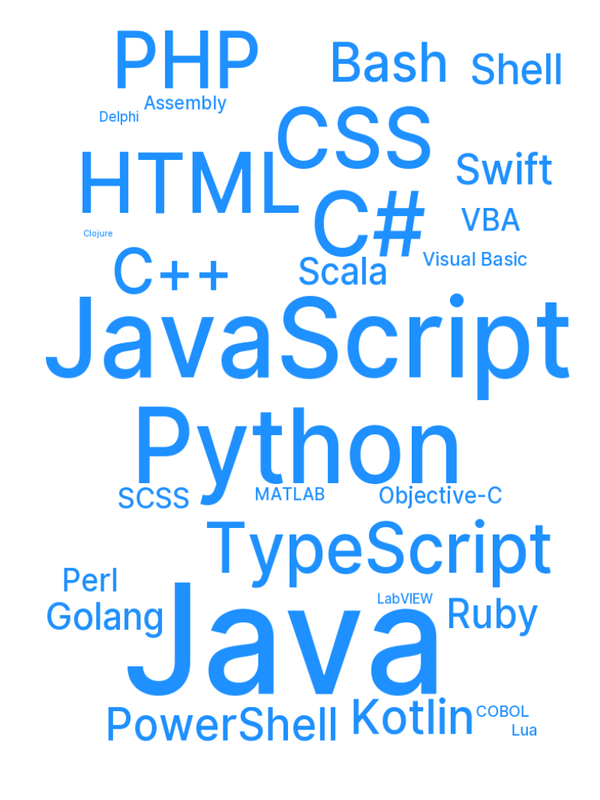 PHP
Bash
Shell
Assembly
Delphi
CSS
HTML
Swift
C#
VBA
Clojure
C++
Scala
Visual Basic
JavaScript
Python
SCSS
MATLAB
Objective-C
TypeScript
Perl
Golang
Java
LabVIEW
Ruby
PowerShell
Kotlin
COBOL
Lua